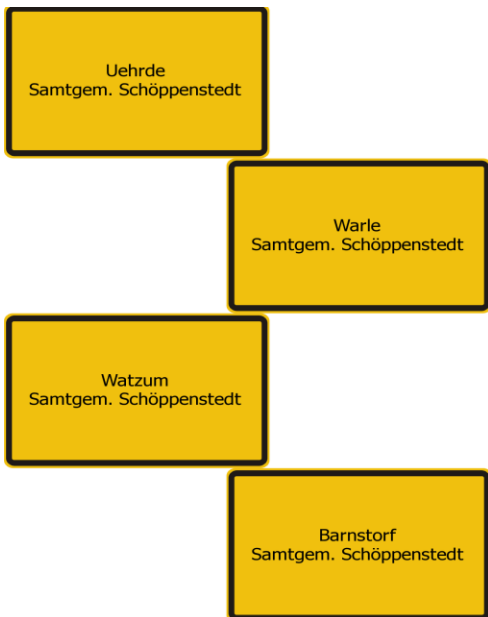 Uehrde
Samtgem. Schöppenstedt
Warle
Samtgem. Schöppenstedt
Watzum
Samtgem. Schöppenstedt
Barnstorf
Samtgem. Schöppenstedt